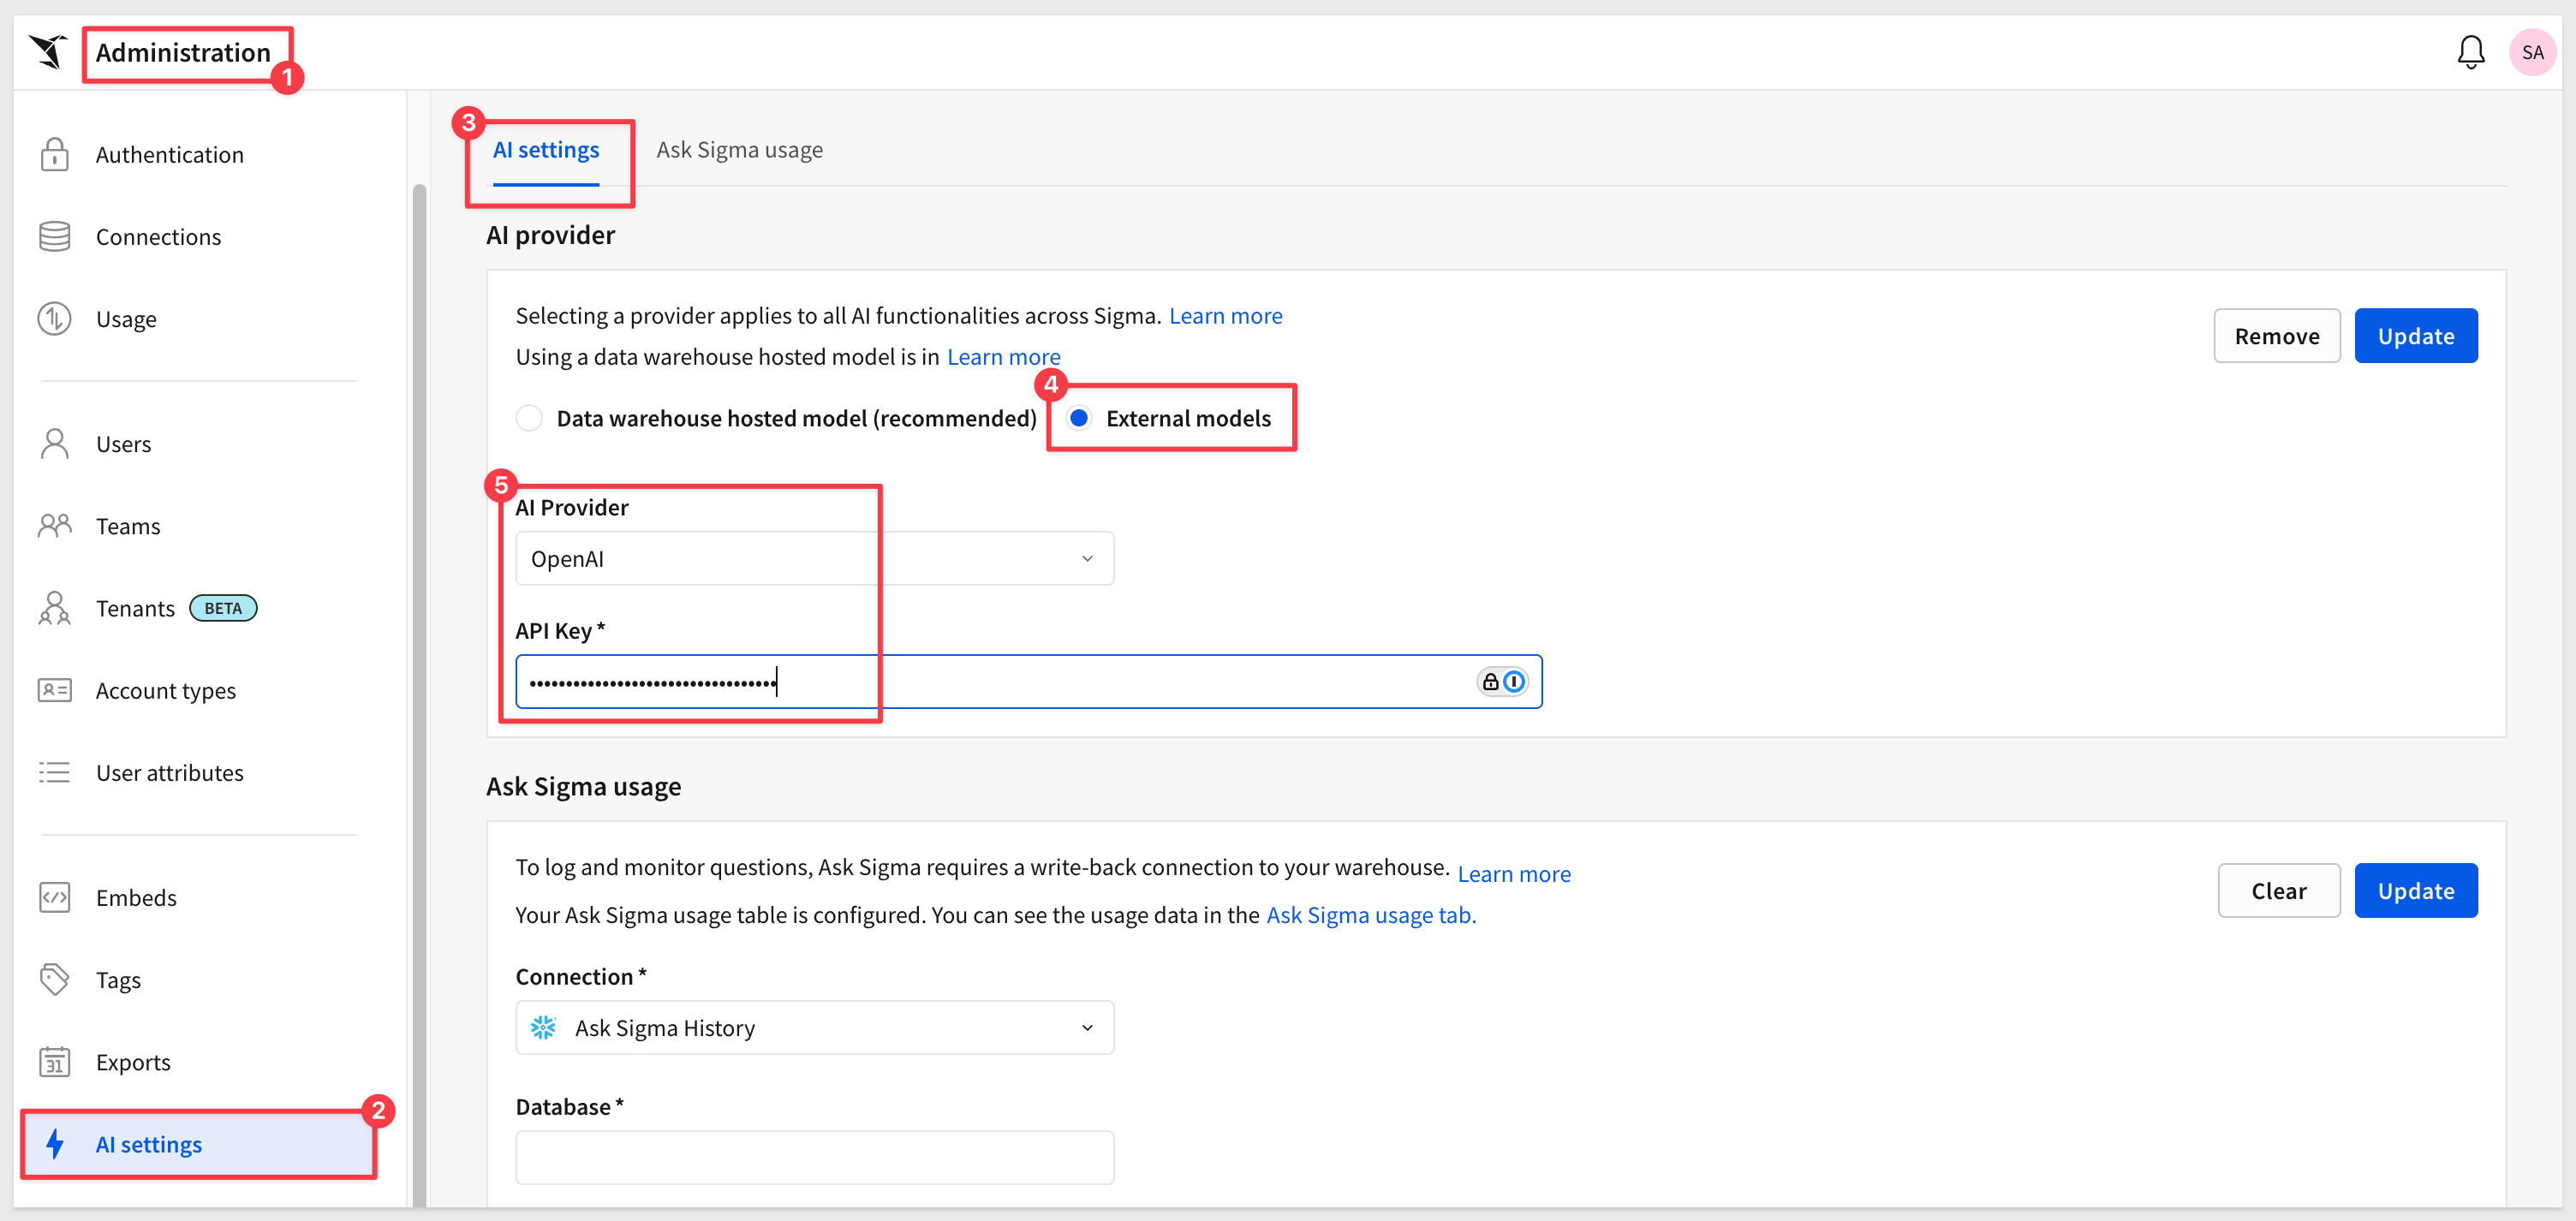 Administration
1
SA
Authentication
Connections
Usage
Users
Teams
Tenants BETA
Account types
User attributes
Embeds
Tags
31
Exports
2
AI settings
3
AI settings Ask Sigma usage
AI provider
Selecting a provider applies to all AI functionalities across Sigma. Learn more
Using a data warehouse hosted model is in Learn more
Remove Update
4
Data warehouse hosted model (recommended) External models
5
AI Provider
OpenAI
API Key *
••••••••••••••••••••••••••••••••••
Ask Sigma usage
To log and monitor questions, Ask Sigma requires a write-back connection to your warehouse. Learn more
Your Ask Sigma usage table is configured. You can see the usage data in the Ask Sigma usage tab.
Clear Update
Connection *
Ask Sigma History
Database *